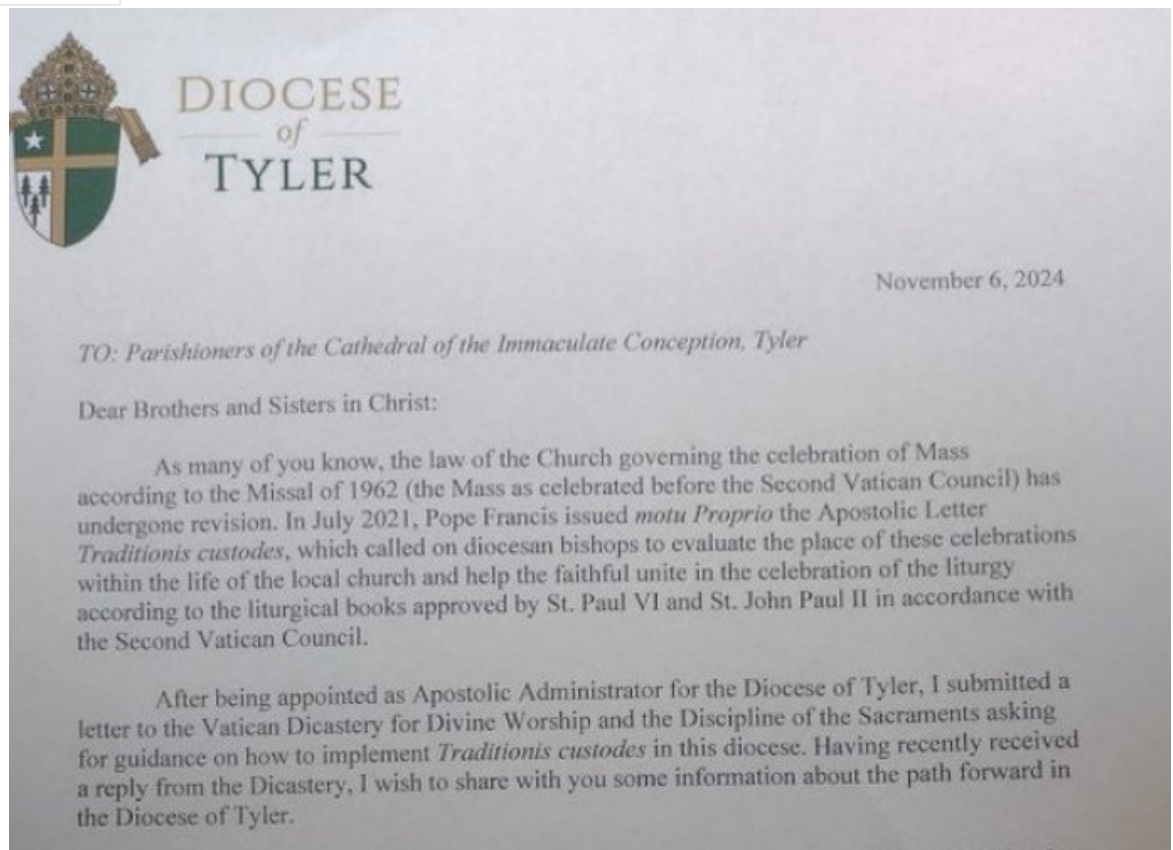 DIOCESE
of
TYLER
November 6, 2024
TO: Parishioners of the Cathedral of the Immaculate Conception, Tyler
Dear Brothers and Sisters in Christ:
As many of you know, the law of the Church governing the celebration of Mass
according to the Missal of 1962 (the Mass as celebrated before the Second Vatican Council) has
undergone revision. In July 2021, Pope Francis issued motu Proprio the Apostolic Letter
Traditionis custodes, which called on diocesan bishops to evaluate the place of these celebrations
within the life of the local church and help the faithful unite in the celebration of the liturgy
according to the liturgical books approved by St. Paul VI and St. John Paul II in accordance with
the Second Vatican Council.
After being appointed as Apostolic Administrator for the Diocese of Tyler, I submitted a
letter to the Vatican Dicastery for Divine Worship and the Discipline of the Sacraments asking
for guidance on how to implement Traditionis custodes in this diocese. Having recently received
a reply from the Dicastery, I wish to share with you some information about the path forward in
the Diocese of Tyler.